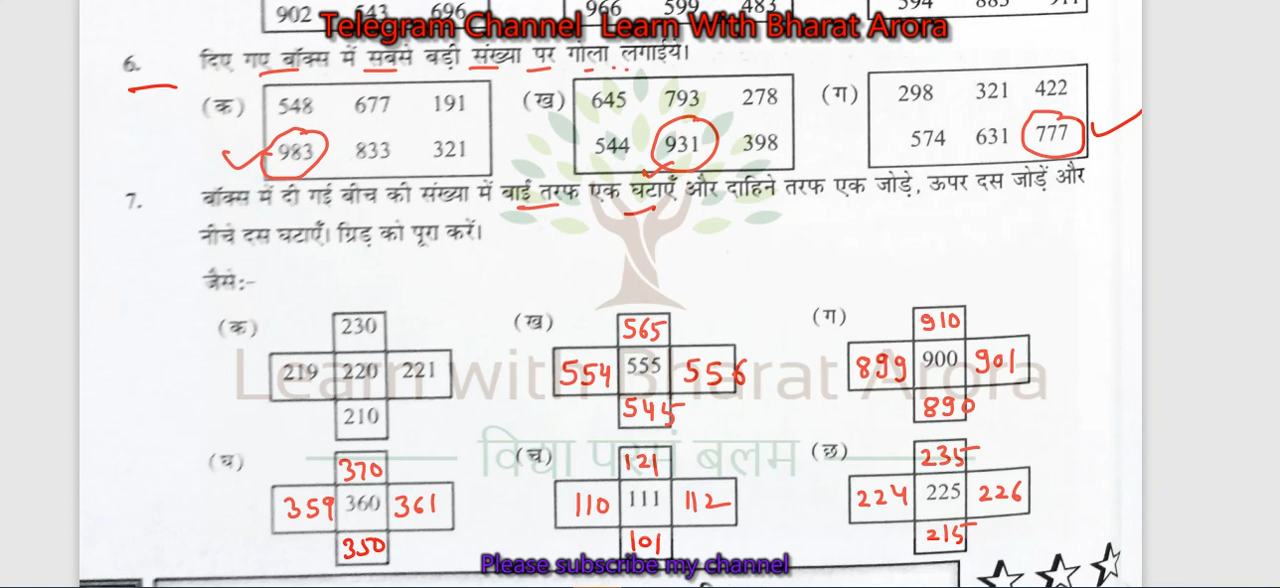 902 543 696 966 599 483 594 885 911
Telegram Channel Learn With Bharat Arora
6. दिए गए बॉक्स में सबसे बड़ी संख्या पर गोला लगाईये।
(क) 548 677 191
983 833 321
(ख) 645 793 278
544 931 398
(ग) 298 321 422
574 631 777
7. बॉक्स में दी गई बीच की संख्या में बाईं तरफ एक घटाएँ और दाहिने तरफ एक जोड़े, ऊपर दस जोड़ें और
नीचे दस घटाएँ। ग्रिड़ को पूरा करें।
जैसे:-
(क) 230
219 220 221
210
(ख) 565
554 555 556
545
(ग) 910
899 900 901
890
Learn with Bharat Arora
विद्या परमं बलम
(घ) 370
359 360 361
350
(च) 121
110 111 112
101
(छ) 235
224 225 226
215
Please subscribe my channel